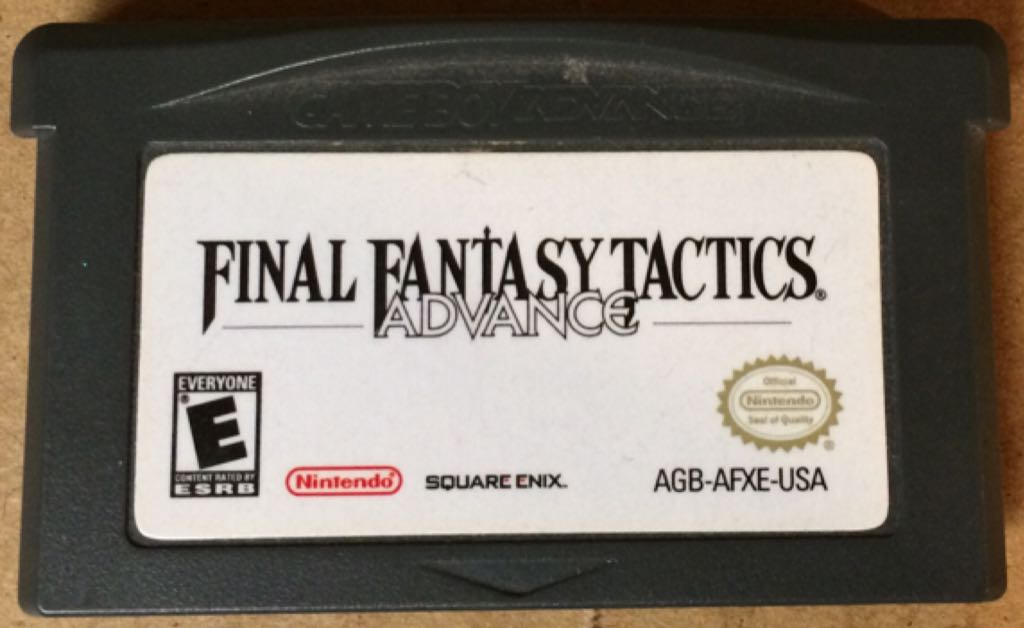 GAME BOY ADVANCE
FINAL FANTASY TACTICS®
ADVANCE
EVERYONE
E®
CONTENT RATED BY
ESRB
Nintendo®
SQUARE ENIX™
Official
Nintendo
Seal of Quality
®
AGB-AFXE-USA